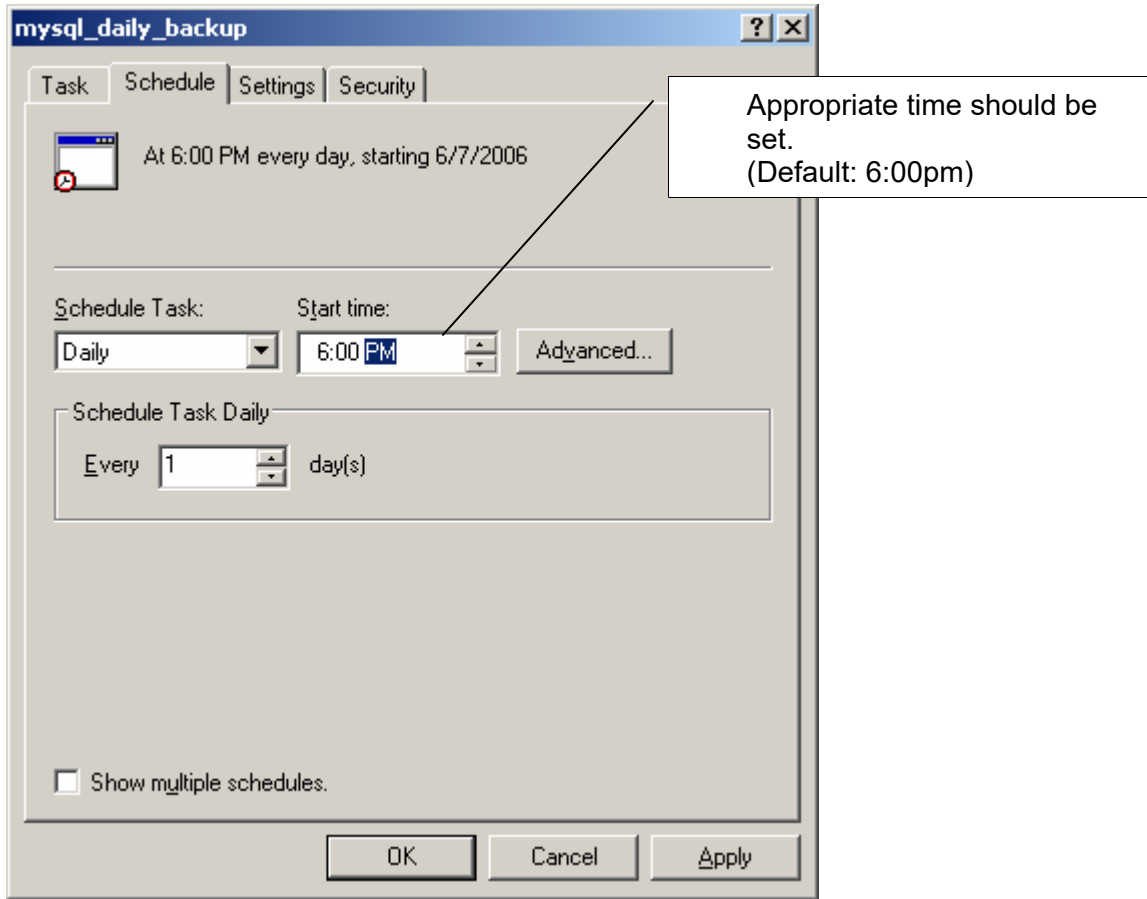 mysql_daily_backup
Task Schedule Settings Security
At 6:00 PM every day, starting 6/7/2006
Appropriate time should be
set.
(Default: 6:00pm)
Schedule Task: Start time:
Daily 6:00 PM Advanced...
Schedule Task Daily
Every 1 day(s)
Show multiple schedules.
OK Cancel Apply